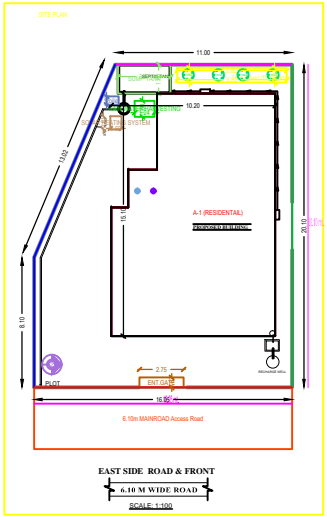 SITE PLAN
11.00
SEPTIC TANK
10.20
SYSTEM
13.02
A-1 (RESIDENTAIL)
PROPOSED BUILDING
15.10
20.10
8.10
RECHARGE WELL
2.75
PLOT
ENT.GATE
16.05
6.10m MAINROAD Access Road
EAST SIDE ROAD & FRONT
6.10 M WIDE ROAD
SCALE: 1:100